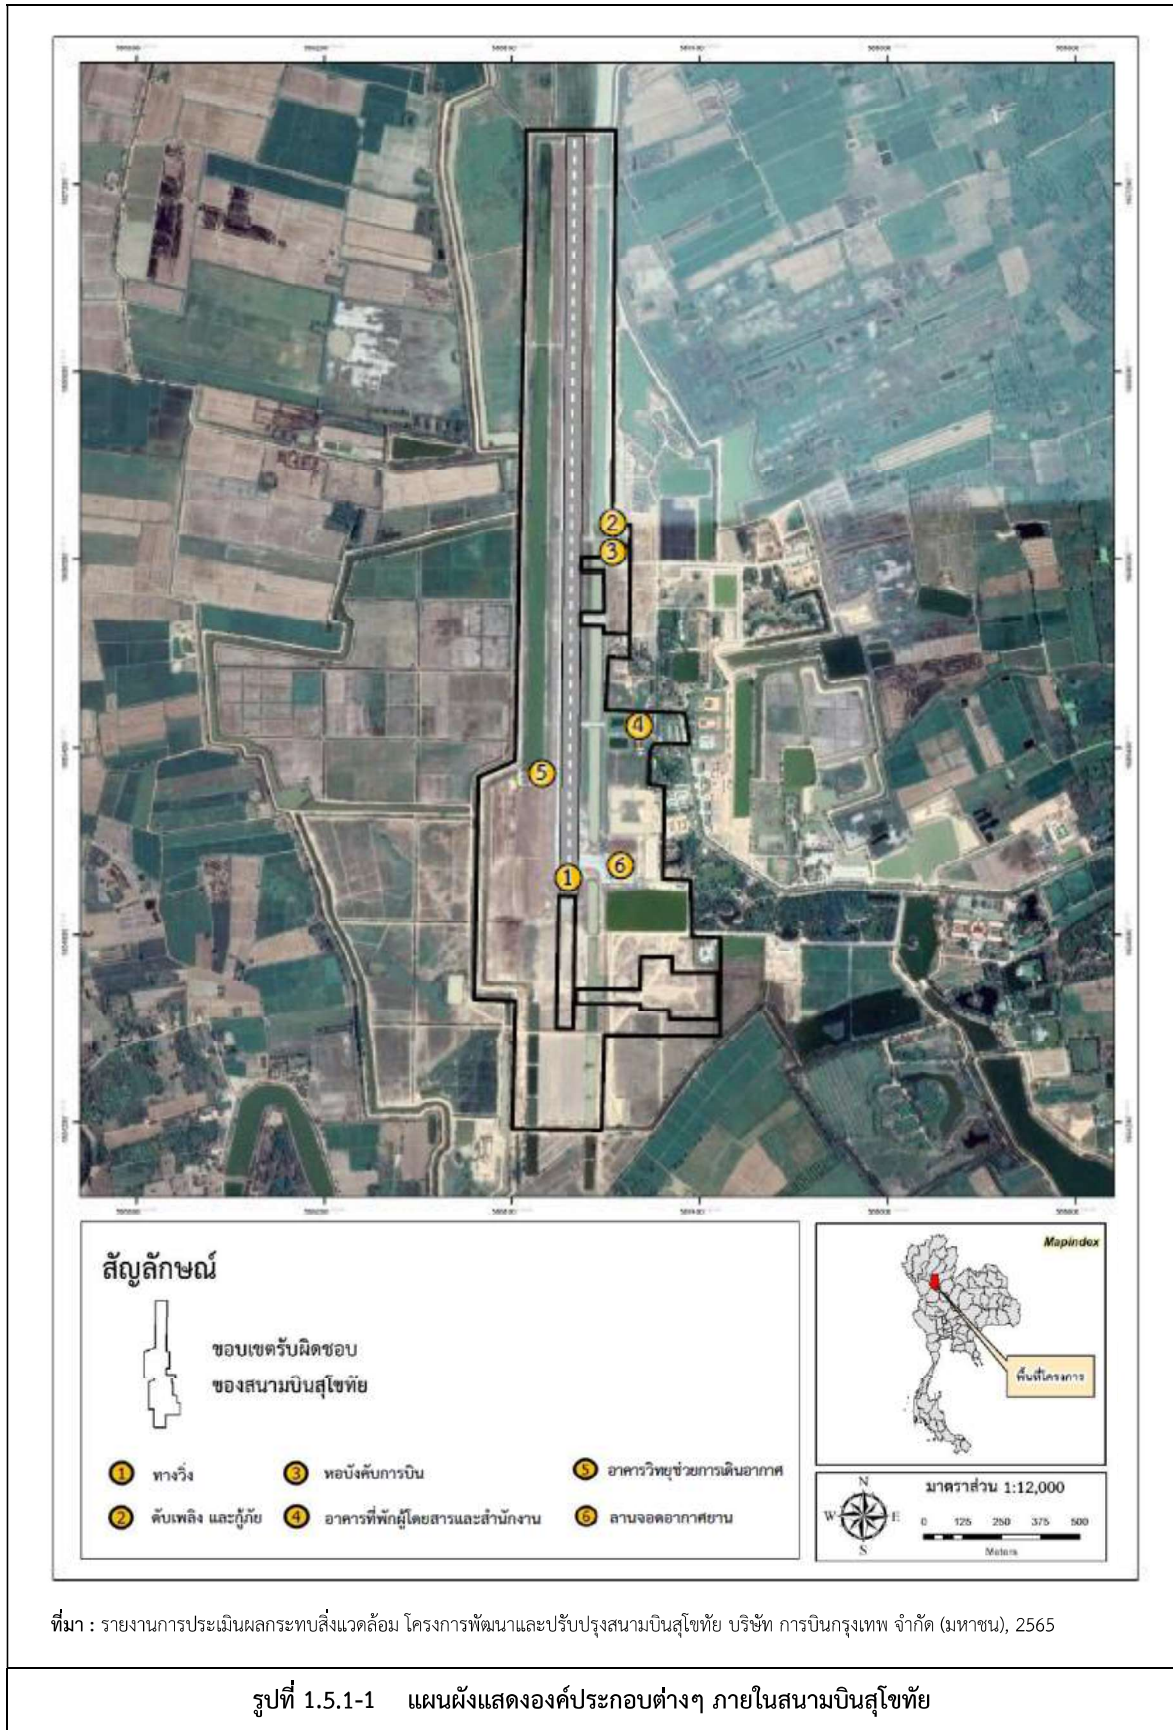 2
3
4
5
6
1
สัญลักษณ์
ขอบเขตรับผิดชอบ
ของสนามบินสุโขทัย
1 ทางวิ่ง
3 หอบังคับการบิน
5 อาคารวิทยุช่วยการเดินอากาศ
2 ดับเพลิง และกู้ภัย
4 อาคารที่พักผู้โดยสารและสำนักงาน
6 ลานจอดอากาศยาน
Mapindex
พื้นที่โครงการ
มาตราส่วน 1:12,000
N
W E
S
0 125 250 375 500
Meters
ที่มา : รายงานการประเมินผลกระทบสิ่งแวดล้อม โครงการพัฒนาและปรับปรุงสนามบินสุโขทัย บริษัท การบินกรุงเทพ จำกัด (มหาชน), 2565
รูปที่ 1.5.1-1 แผนผังแสดงองค์ประกอบต่างๆ ภายในสนามบินสุโขทัย